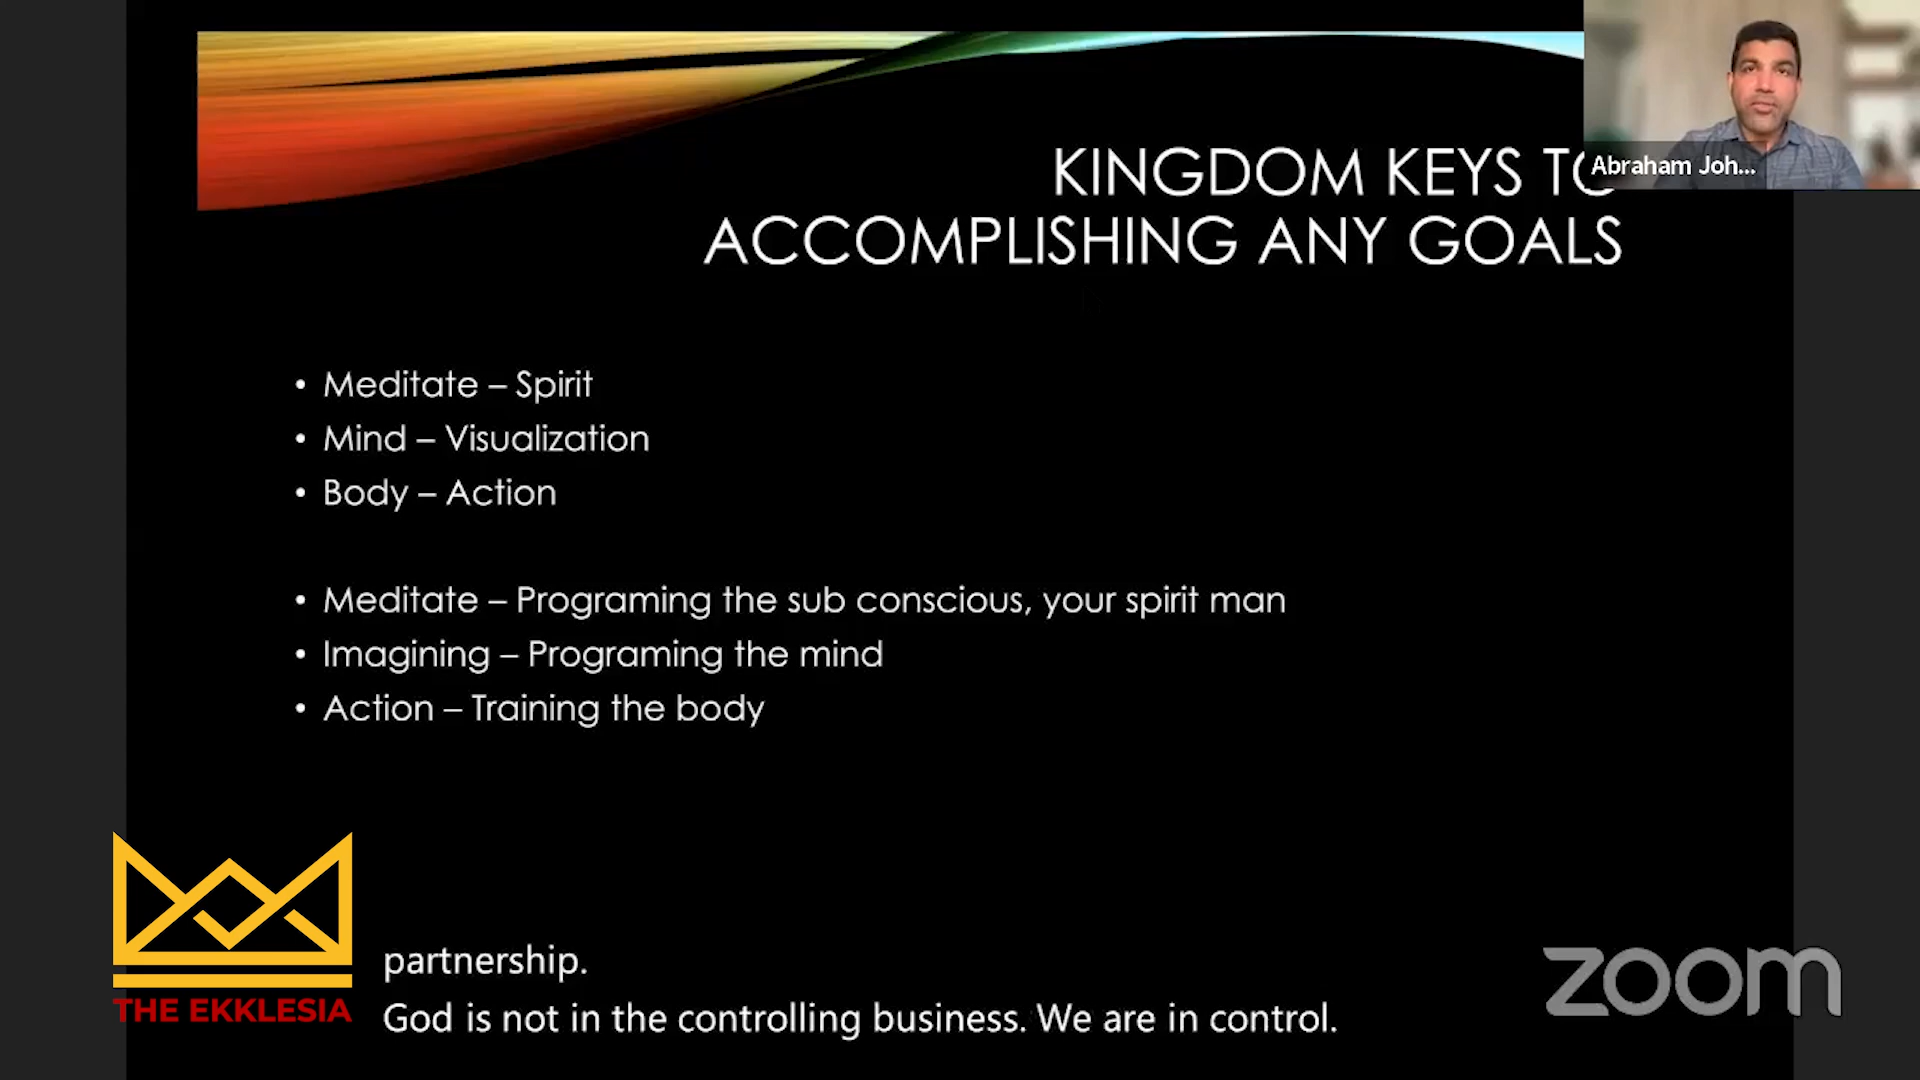 KINGDOM KEYS TO
ACCOMPLISHING ANY GOALS
Abraham Joh...
• Meditate – Spirit
• Mind – Visualization
• Body – Action
• Meditate – Programing the sub conscious, your spirit man
• Imagining – Programing the mind
• Action – Training the body
THE EKKLESIA
partnership.
God is not in the controlling business. We are in control.
zoom